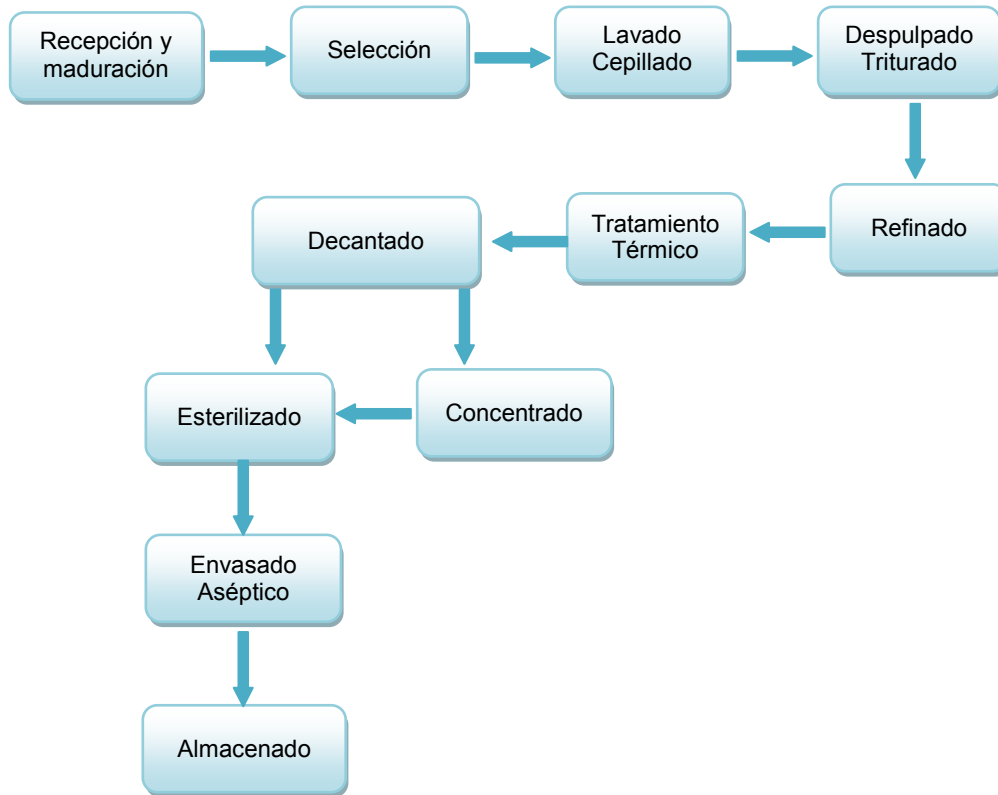 Recepción y
maduración
Selección
Lavado
Cepillado
Despulpado
Triturado
Refinado
Tratamiento
Térmico
Decantado
Esterilizado
Concentrado
Envasado
Aséptico
Almacenado